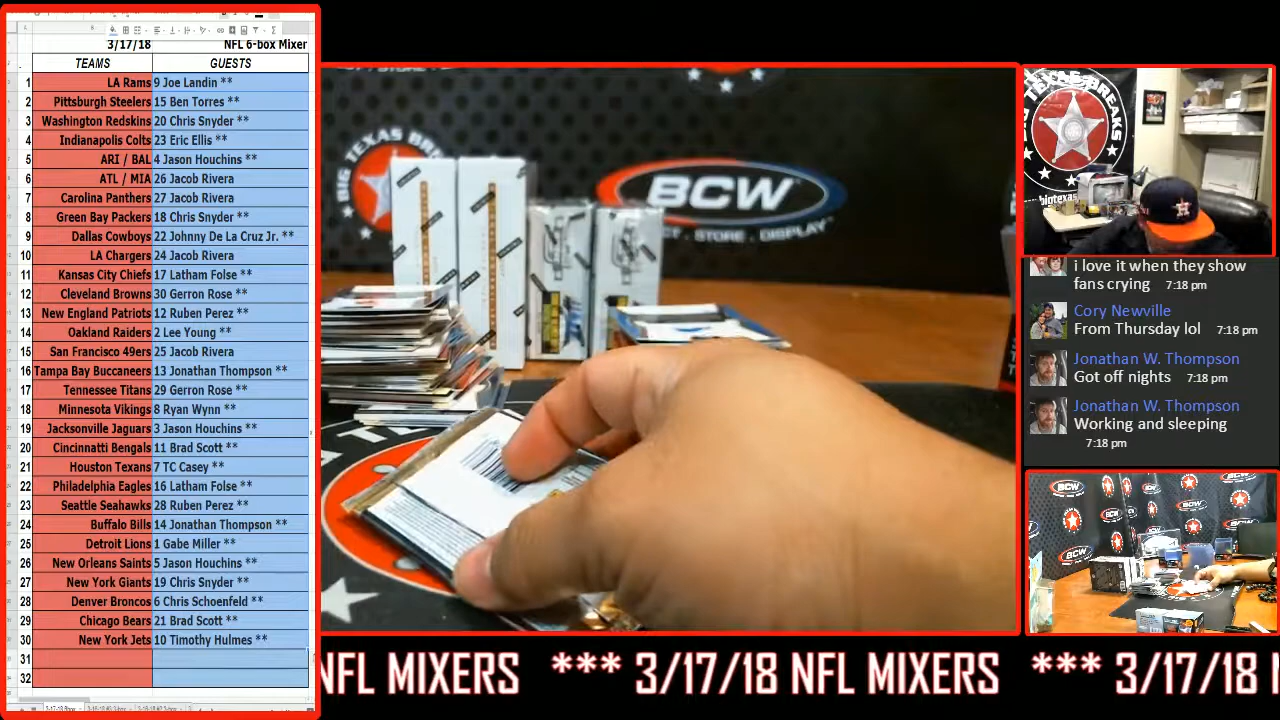 3/17/18 NFL 6-box Mixer
TEAMS GUESTS
1 LA Rams 9 Joe Landin **
2 Pittsburgh Steelers 15 Ben Torres **
3 Washington Redskins 20 Chris Snyder **
4 Indianapolis Colts 23 Eric Ellis **
5 ARI / BAL 4 Jason Houchins **
6 ATL / MIA 26 Jacob Rivera
7 Carolina Panthers 27 Jacob Rivera
8 Green Bay Packers 18 Chris Snyder **
9 Dallas Cowboys 22 Johnny De La Cruz Jr. **
10 LA Chargers 24 Jacob Rivera
11 Kansas City Chiefs 17 Latham Folse **
12 Cleveland Browns 30 Gerron Rose **
13 New England Patriots 12 Ruben Perez **
14 Oakland Raiders 2 Lee Young **
15 San Francisco 49ers 25 Jacob Rivera
16 Tampa Bay Buccaneers 13 Jonathan Thompson **
17 Tennessee Titans 29 Gerron Rose **
18 Minnesota Vikings 8 Ryan Wynn **
19 Jacksonville Jaguars 3 Jason Houchins **
20 Cincinnatti Bengals 11 Brad Scott **
21 Houston Texans 7 TC Casey **
22 Philadelphia Eagles 16 Latham Folse **
23 Seattle Seahawks 28 Ruben Perez **
24 Buffalo Bills 14 Jonathan Thompson **
25 Detroit Lions 1 Gabe Miller **
26 New Orleans Saints 5 Jason Houchins **
27 New York Giants 19 Chris Snyder **
28 Denver Broncos 6 Chris Schoenfeld **
29 Chicago Bears 21 Brad Scott **
30 New York Jets 10 Timothy Hulmes **
31
32
BCW
STORE . DISPLAY
i love it when they show
fans crying 7:18 pm
Cory Newville
From Thursday lol 7:18 pm
Jonathan W. Thompson
Got off nights 7:18 pm
Jonathan W. Thompson
Working and sleeping
7:18 pm
BCW
NFL MIXERS *** 3/17/18 NFL MIXERS *** 3/17/18